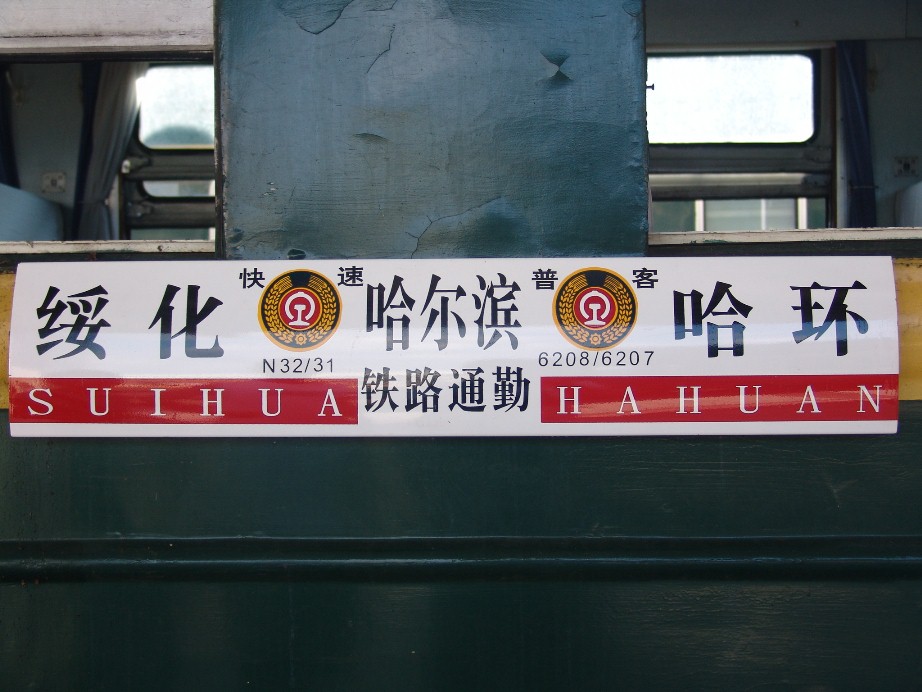 快 速 普 客
绥 化 哈尔滨 哈 环
N32/31 6208/6207
SUIHUA 铁路通勤 HAHUAN